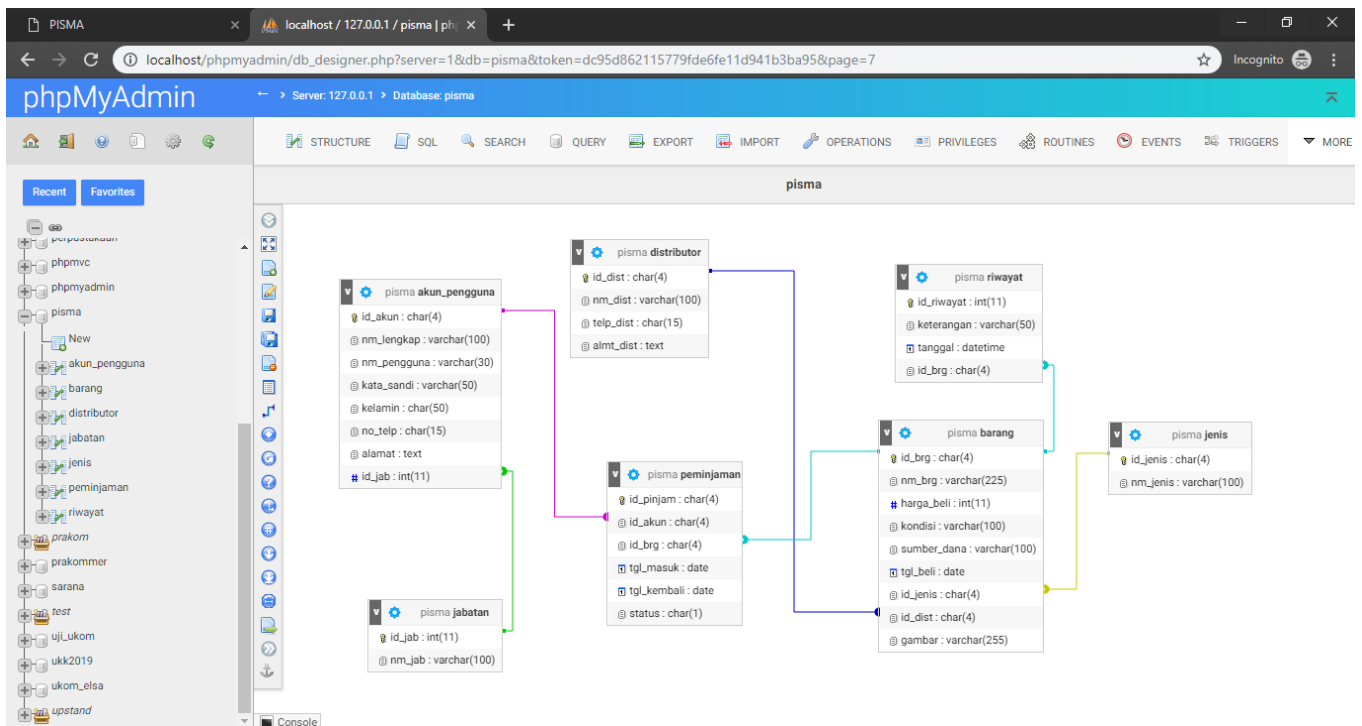 PISMA
localhost / 127.0.0.1 / pisma | ph
localhost/phpmyadmin/db_designer.php?server=1&db=pisma&token=dc95d862115779fde6fe11d941b3ba95&page=7
Incognito
phpMyAdmin
Server: 127.0.0.1 › Database: pisma
STRUCTURE SQL SEARCH QUERY EXPORT IMPORT OPERATIONS PRIVILEGES ROUTINES EVENTS TRIGGERS MORE
Recent Favorites
pisma
perpustakaan
phpmvc
phpmyadmin
pisma
New
akun_pengguna
barang
distributor
jabatan
jenis
peminjaman
riwayat
prakom
prakommer
sarana
test
uji_ukom
ukk2019
ukom_elsa
upstand
v pisma akun_pengguna
id_akun : char(4)
nm_lengkap : varchar(100)
nm_pengguna : varchar(30)
kata_sandi : varchar(50)
kelamin : char(50)
no_telp : char(15)
alamat : text
# id_jab : int(11)
v pisma jabatan
id_jab : int(11)
nm_jab : varchar(100)
v pisma distributor
id_dist : char(4)
nm_dist : varchar(100)
telp_dist : char(15)
almt_dist : text
v pisma peminjaman
id_pinjam : char(4)
id_akun : char(4)
id_brg : char(4)
tgl_masuk : date
tgl_kembali : date
status : char(1)
v pisma riwayat
id_riwayat : int(11)
keterangan : varchar(50)
tanggal : datetime
id_brg : char(4)
v pisma barang
id_brg : char(4)
nm_brg : varchar(225)
# harga_beli : int(11)
kondisi : varchar(100)
sumber_dana : varchar(100)
tgl_beli : date
id_jenis : char(4)
id_dist : char(4)
gambar : varchar(255)
v pisma jenis
id_jenis : char(4)
nm_jenis : varchar(100)
Console